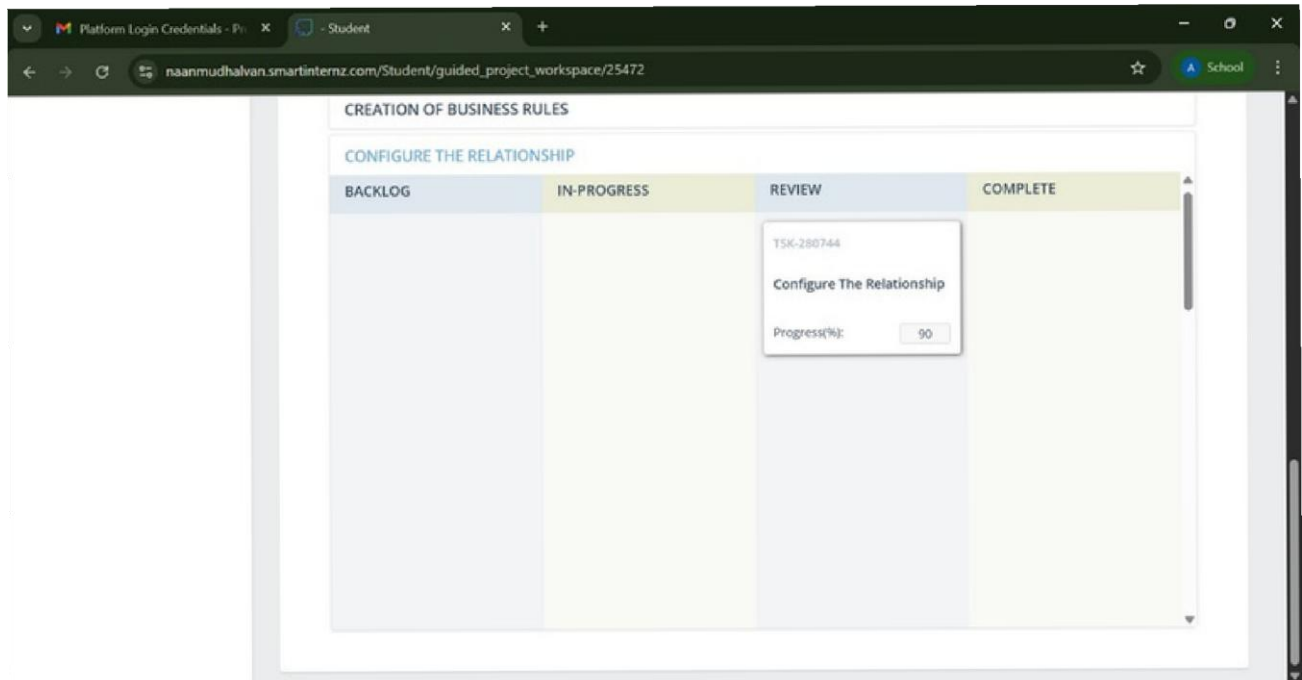 Platform Login Credentials - Pr
- Student
naanmudhalvan.smartinternz.com/Student/guided_project_workspace/25472
A School
CREATION OF BUSINESS RULES
CONFIGURE THE RELATIONSHIP
BACKLOG IN-PROGRESS REVIEW COMPLETE
TSK-280744
Configure The Relationship
Progress(%): 90